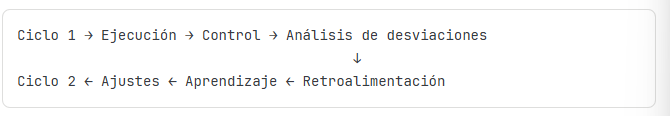 Ciclo 1 → Ejecución → Control → Análisis de desviaciones
↓
Ciclo 2 ← Ajustes ← Aprendizaje ← Retroalimentación